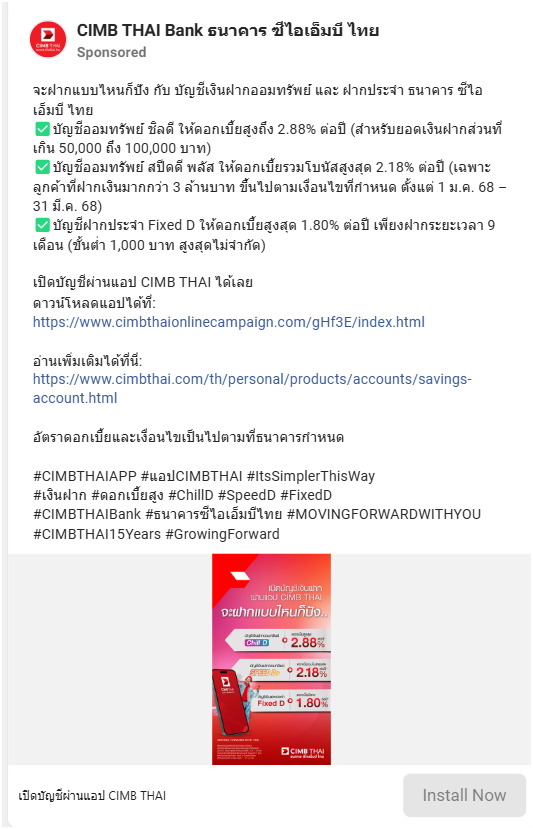 CIMB THAI Bank ธนาคาร ซีไอเอ็มบี ไทย
Sponsored
จะฝากแบบไหนก็ปัง กับ บัญชีเงินฝากออมทรัพย์ และ ฝากประจำ ธนาคาร ซีไอ
เอ็มบี ไทย
✅บัญชีออมทรัพย์ ชิลดี ให้ดอกเบี้ยสูงถึง 2.88% ต่อปี (สำหรับยอดเงินฝากส่วนที่
เกิน 50,000 ถึง 100,000 บาท)
✅บัญชีออมทรัพย์ สปีดดี พลัส ให้ดอกเบี้ยรวมโบนัสสูงสุด 2.18% ต่อปี (เฉพาะ
ลูกค้าที่ฝากเงินมากกว่า 3 ล้านบาท ขึ้นไปตามเงื่อนไขที่กำหนด ตั้งแต่ 1 ม.ค. 68 –
31 มี.ค. 68)
✅บัญชีฝากประจำ Fixed D ให้ดอกเบี้ยสูงสุด 1.80% ต่อปี เพียงฝากระยะเวลา 9
เดือน (ขั้นต่ำ 1,000 บาท สูงสุดไม่จำกัด)
เปิดบัญชีผ่านแอป CIMB THAI ได้เลย
ดาวน์โหลดแอปได้ที่:
https://www.cimbthaionlinecampaign.com/gHf3E/index.html
อ่านเพิ่มเติมได้ที่นี่:
https://www.cimbthai.com/th/personal/products/accounts/savings-
account.html
อัตราดอกเบี้ยและเงื่อนไขเป็นไปตามที่ธนาคารกำหนด
#CIMBTHAIAPP #แอปCIMBTHAI #ItsSimplerThisWay
#เงินฝาก #ดอกเบี้ยสูง #ChillD #SpeedD #FixedD
#CIMBTHAIBank #ธนาคารซีไอเอ็มบีไทย #MOVINGFORWARDWITHYOU
#CIMBTHAI15Years #GrowingForward
เปิดบัญชีเงินฝาก
ผ่านแอป CIMB THAI
จะฝากแบบไหนก็ปัง..
Chill D
2.88%
2.18%
Fixed D
1.80%
CIMB THAI
เปิดบัญชีผ่านแอป CIMB THAI
Install Now